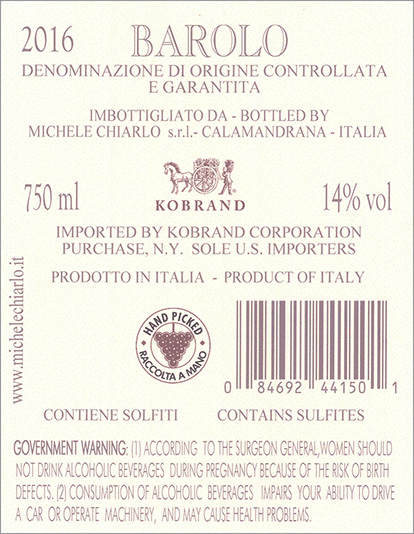 2016 BAROLO
DENOMINAZIONE DI ORIGINE CONTROLLATA
E GARANTITA
IMBOTTIGLIATO DA - BOTTLED BY
MICHELE CHIARLO s.r.l.- CALAMANDRANA - ITALIA
750 ml
KOBRAND
14% vol
IMPORTED BY KOBRAND CORPORATION
PURCHASE, N.Y. SOLE U.S. IMPORTERS
PRODOTTO IN ITALIA - PRODUCT OF ITALY
www.michelechiarlo.it
HAND PICKED
RACCOLTA A MANO
0 84692 44150 1
CONTIENE SOLFITI
CONTAINS SULFITES
GOVERNMENT WARNING: (1) ACCORDING TO THE SURGEON GENERAL,WOMEN SHOULD
NOT DRINK ALCOHOLIC BEVERAGES DURING PREGNANCY BECAUSE OF THE RISK OF BIRTH
DEFECTS. (2) CONSUMPTION OF ALCOHOLIC BEVERAGES IMPAIRS YOUR ABILITY TO DRIVE
A CAR OR OPERATE MACHINERY, AND MAY CAUSE HEALTH PROBLEMS.